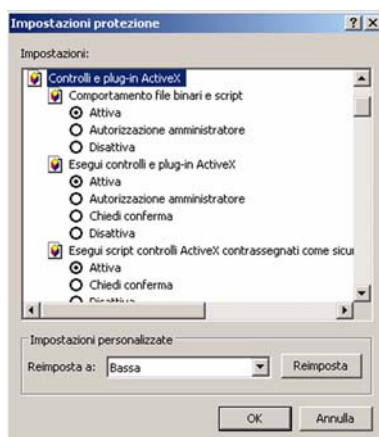 Impostazioni protezione
Impostazioni:
Controlli e plug-in ActiveX
Comportamento file binari e script
Attiva
Autorizzazione amministratore
Disattiva
Esegui controlli e plug-in ActiveX
Attiva
Autorizzazione amministratore
Chiedi conferma
Disattiva
Esegui script controlli ActiveX contrassegnati come sicu
Attiva
Chiedi conferma
Disattiva
Impostazioni personalizzate
Reimposta a: Bassa Reimposta
OK Annulla